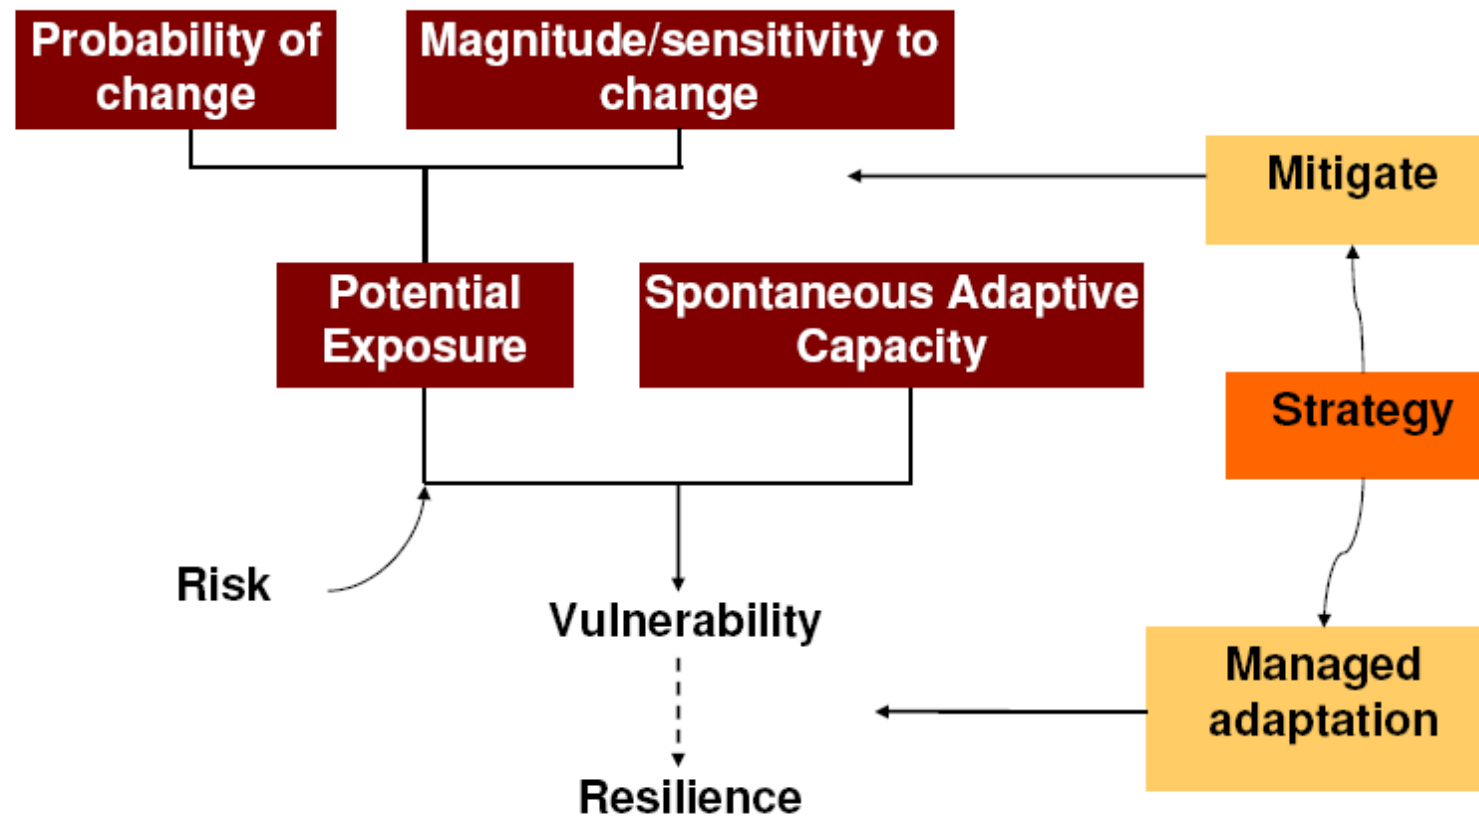 Probability of
change
Magnitude/sensitivity to
change
Mitigate
Potential
Exposure
Spontaneous Adaptive
Capacity
Strategy
Risk
Vulnerability
Managed
adaptation
Resilience